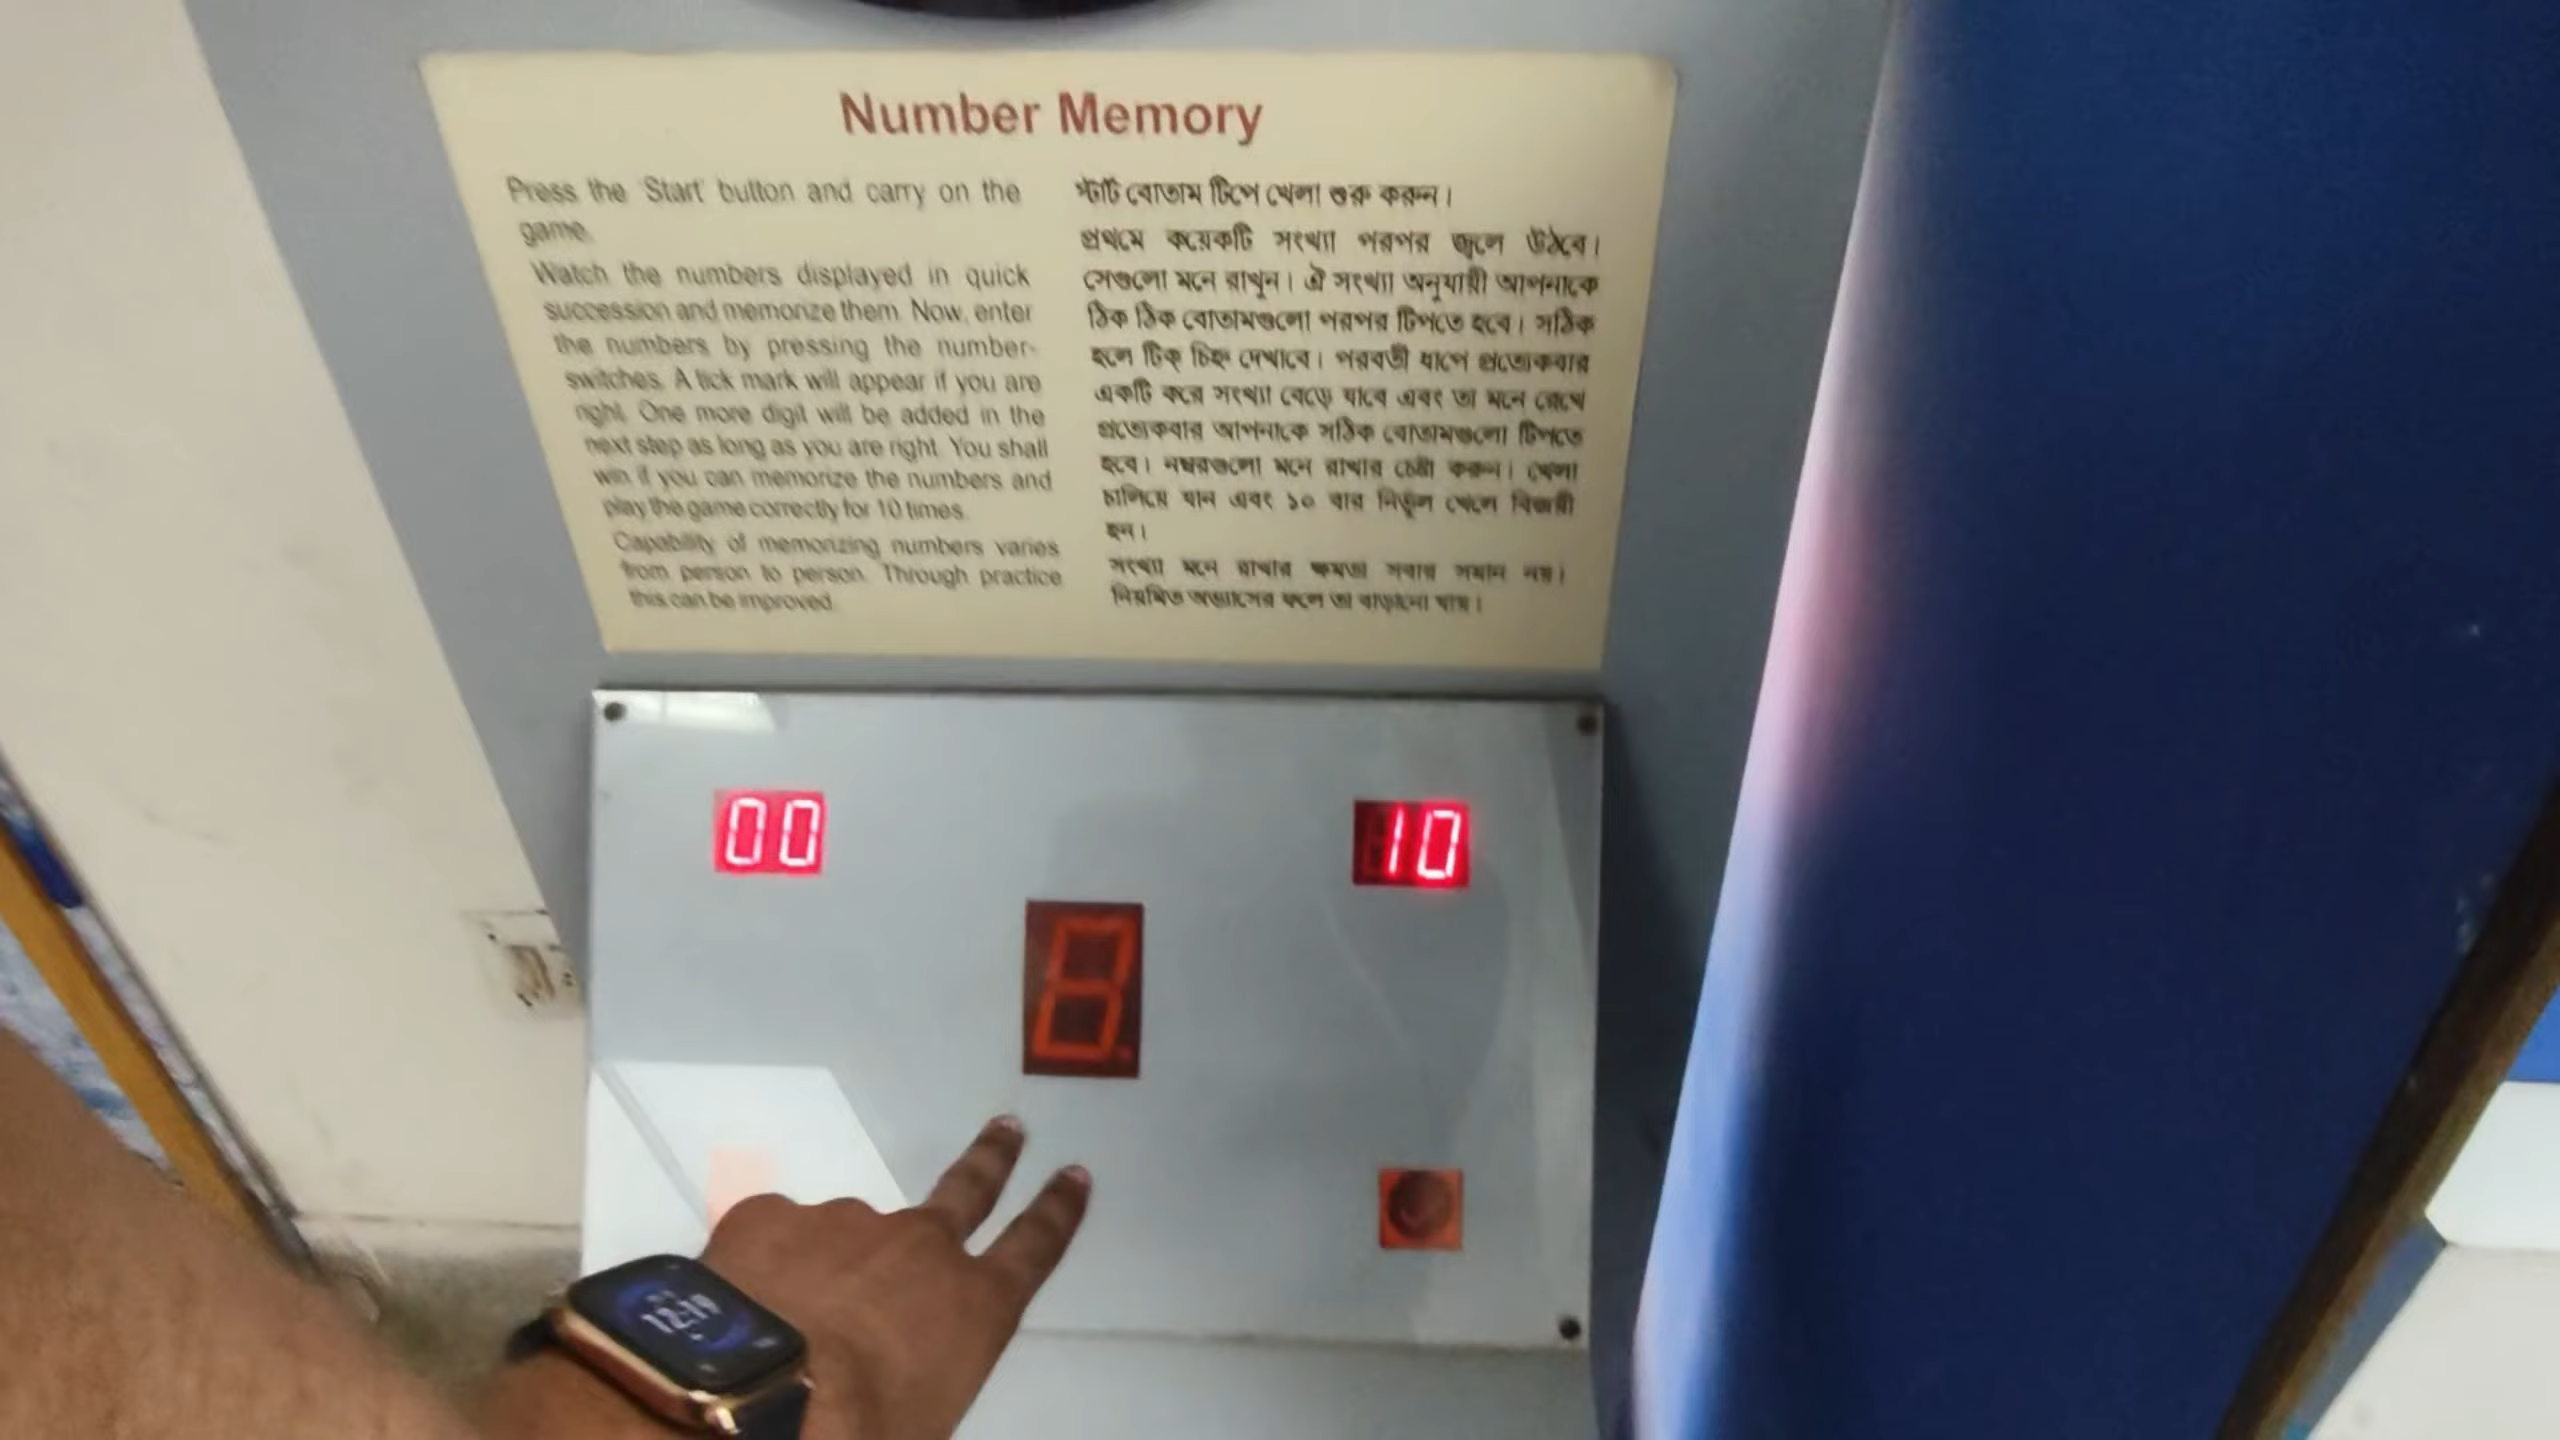 Number Memory
Press the 'Start' button and carry on the
game.
Watch the numbers displayed in quick
succession and memorize them. Now, enter
the numbers by pressing the number-
switches. A tick mark will appear if you are
right. One more digit will be added in the
next step as long as you are right. You shall
win if you can memorize the numbers and
play the game correctly for 10 times.
Capability of memorizing numbers varies
from person to person. Through practice
this can be improved.
স্টার্ট বোতাম টিপে খেলা শুরু করুন।
প্রথমে কয়েকটি সংখ্যা পরপর জ্বলে উঠবে।
সেগুলো মনে রাখুন। ঐ সংখ্যা অনুযায়ী আপনাকে
ঠিক ঠিক বোতামগুলো পরপর টিপতে হবে। সঠিক
হলে টিক্ চিহ্ন দেখাবে। পরবর্তী ধাপে প্রত্যেকবার
একটি করে সংখ্যা বেড়ে যাবে এবং তা মনে রেখে
প্রত্যেকবার আপনাকে সঠিক বোতামগুলো টিপতে
হবে। নম্বরগুলো মনে রাখার চেষ্টা করুন। খেলা
চালিয়ে যান এবং ১০ বার নির্ভুল খেলে বিজয়ী
হন।
সংখ্যা মনে রাখার ক্ষমতা সবার সমান নয়।
নিয়মিত অভ্যাসের ফলে তা বাড়ানো যায়।
00
10
8